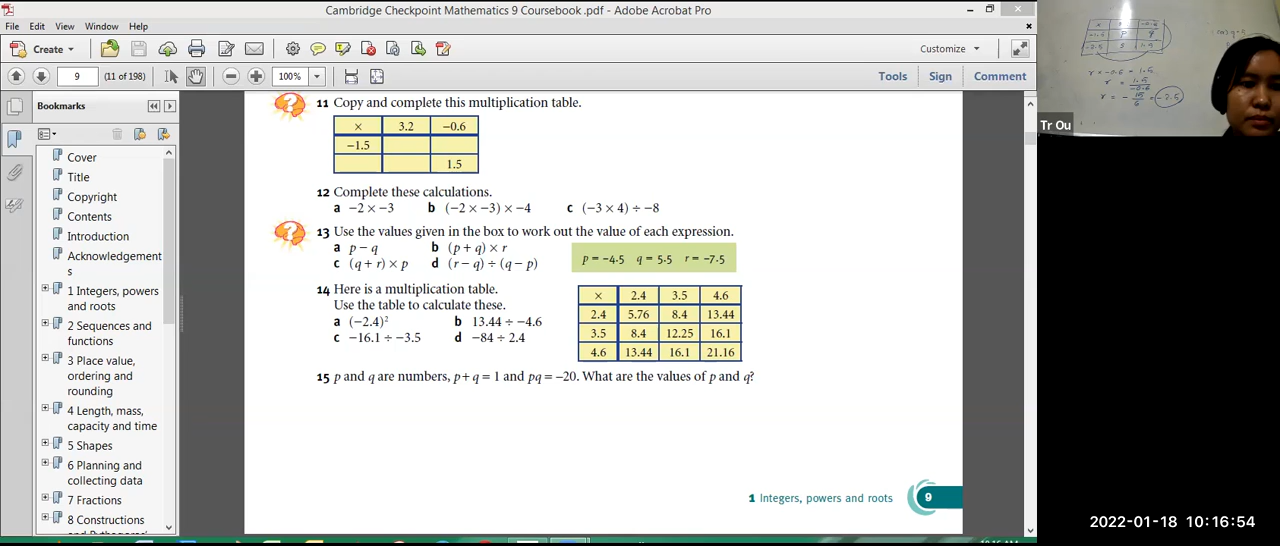 Cambridge Checkpoint Mathematics 9 Coursebook .pdf - Adobe Acrobat Pro
File Edit View Window Help
Create
Customize
9 (11 of 198)
100%
Tools Sign Comment
Bookmarks
Cover
Title
Copyright
Contents
Introduction
Acknowledgement
s
1 Integers, powers
and roots
2 Sequences and
functions
3 Place value,
ordering and
rounding
4 Length, mass,
capacity and time
5 Shapes
6 Planning and
collecting data
7 Fractions
8 Constructions
11 Copy and complete this multiplication table.
× 3.2 −0.6
−1.5
1.5
12 Complete these calculations.
a −2 × −3 b (−2 × −3) × −4 c (−3 × 4) ÷ −8
13 Use the values given in the box to work out the value of each expression.
a p − q b (p + q) × r
c (q + r) × p d (r − q) ÷ (q − p)
p = −4.5 q = 5.5 r = −7.5
14 Here is a multiplication table.
Use the table to calculate these.
a (−2.4)² b 13.44 ÷ −4.6
c −16.1 ÷ −3.5 d −84 ÷ 2.4
× 2.4 3.5 4.6
2.4 5.76 8.4 13.44
3.5 8.4 12.25 16.1
4.6 13.44 16.1 21.16
15 p and q are numbers, p + q = 1 and pq = −20. What are the values of p and q?
1 Integers, powers and roots 9
r × −0.6 = 1.5
Tr Ou
2022-01-18 10:16:54